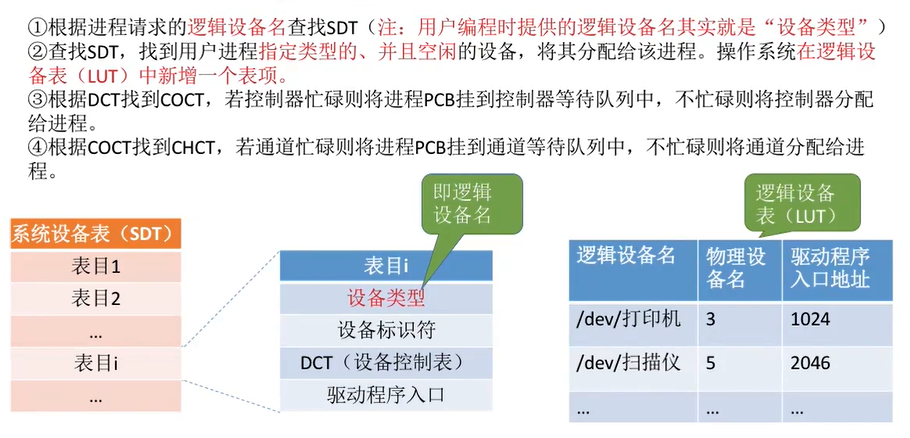 ①根据进程请求的逻辑设备名查找SDT（注：用户编程时提供的逻辑设备名其实就是“设备类型”）
②查找SDT，找到用户进程指定类型的、并且空闲的设备，将其分配给该进程。操作系统在逻辑设
备表（LUT）中新增一个表项。
③根据DCT找到COCT，若控制器忙碌则将进程PCB挂到控制器等待队列中，不忙碌则将控制器分配
给进程。
④根据COCT找到CHCT，若通道忙碌则将进程PCB挂到通道等待队列中，不忙碌则将通道分配给进
程。
即逻辑
设备名
逻辑设备
表（LUT）
系统设备表（SDT）
表目1
表目2
...
表目i
...
表目i
设备类型
设备标识符
DCT（设备控制表）
驱动程序入口
逻辑设备名 物理设备名 驱动程序入口地址
/dev/打印机 3 1024
/dev/扫描仪 5 2046
... ... ...